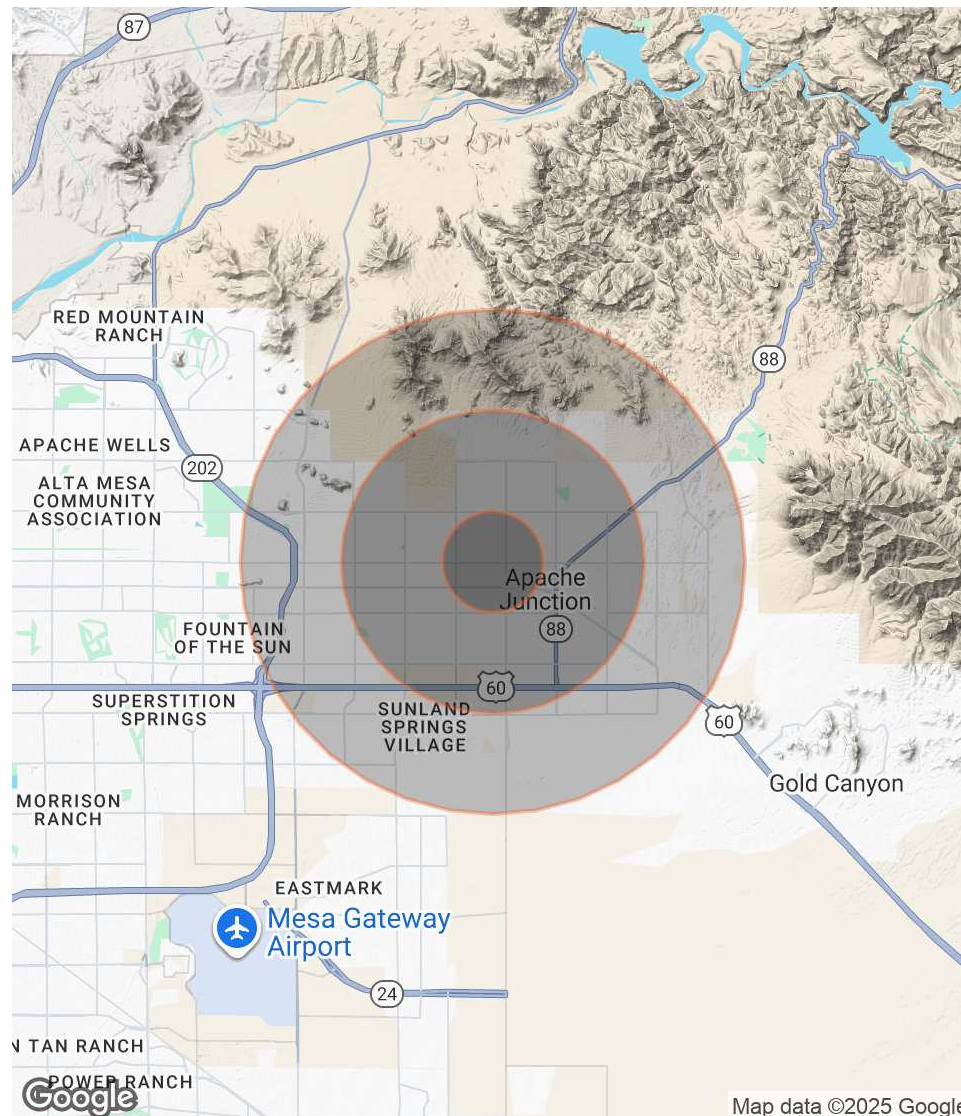 87
RED MOUNTAIN
RANCH
88
APACHE WELLS
202
ALTA MESA
COMMUNITY
ASSOCIATION
Apache
Junction
88
FOUNTAIN
OF THE SUN
60
SUPERSTITION
SPRINGS
SUNLAND
SPRINGS
VILLAGE
60
Gold Canyon
MORRISON
RANCH
EASTMARK
Mesa Gateway
Airport
24
N TAN RANCH
POWER RANCH
Google
Map data ©2025 Google